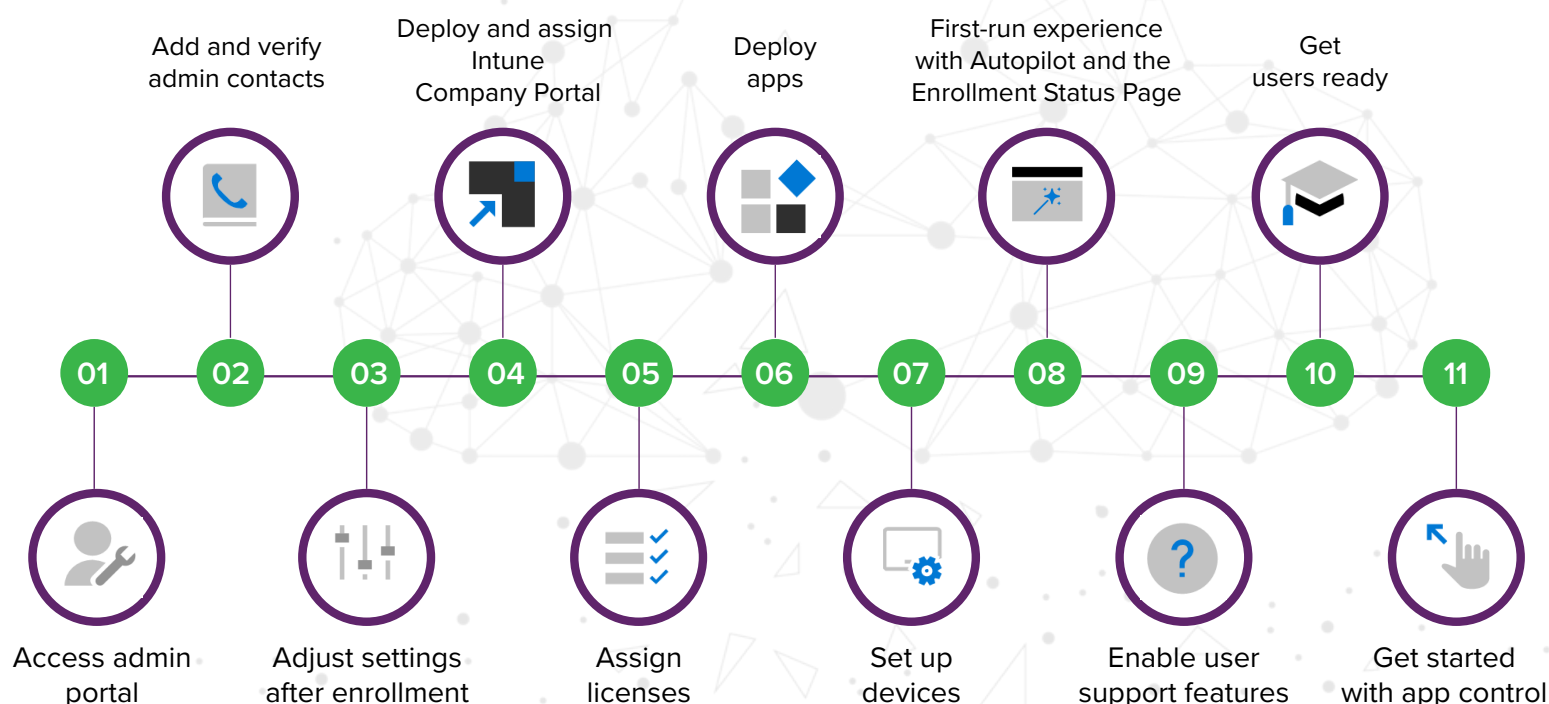 Add and verify
admin contacts
Deploy and assign
Intune
Company Portal
Deploy
apps
First-run experience
with Autopilot and the
Enrollment Status Page
Get
users ready
01
02
03
04
05
06
07
08
09
10
11
?
Access admin
portal
Adjust settings
after enrollment
Assign
licenses
Set up
devices
Enable user
support features
Get started
with app control